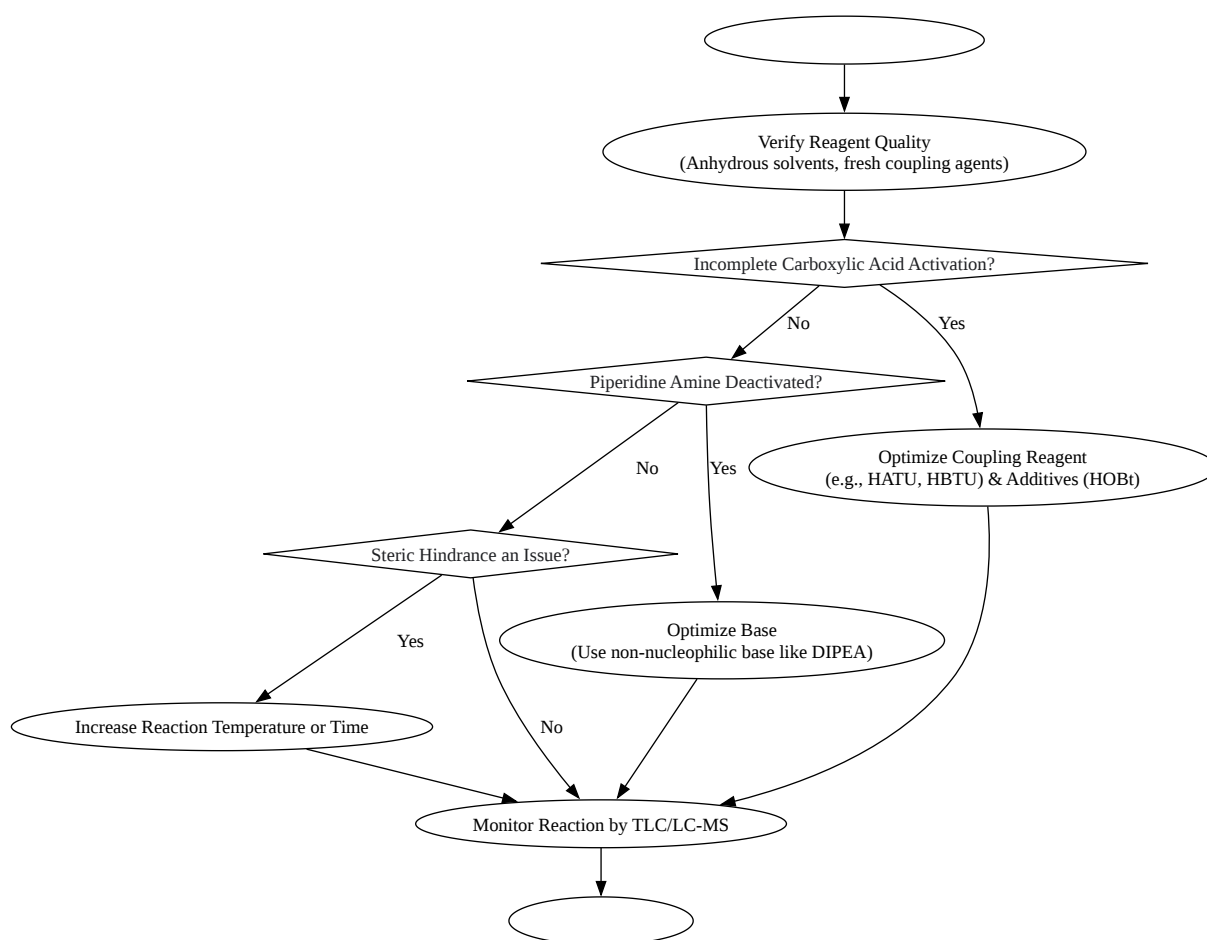 Verify Reagent Quality
(Anhydrous solvents, fresh coupling agents)
Incomplete Carboxylic Acid Activation?
No
Yes
Piperidine Amine Deactivated?
Optimize Coupling Reagent
(e.g., HATU, HBTU) & Additives (HOBt)
No
Yes
Steric Hindrance an Issue?
Optimize Base
(Use non-nucleophilic base like DIPEA)
Yes
No
Increase Reaction Temperature or Time
Monitor Reaction by TLC/LC-MS